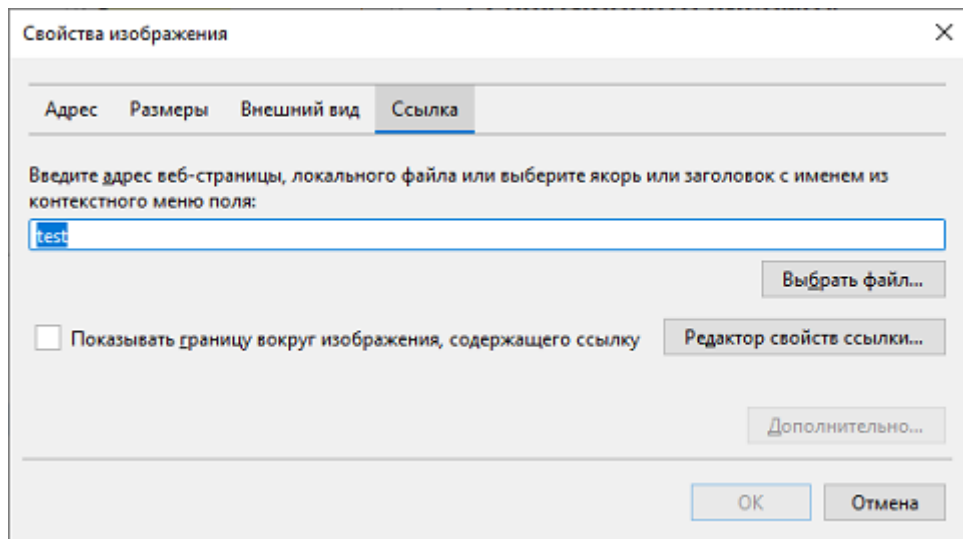 Свойства изображения
Адрес Размеры Внешний вид Ссылка
Введите адрес веб-страницы, локального файла или выберите якорь или заголовок с именем из
контекстного меню поля:
test
Выбрать файл...
Показывать границу вокруг изображения, содержащего ссылку Редактор свойств ссылки...
Дополнительно...
ОК Отмена